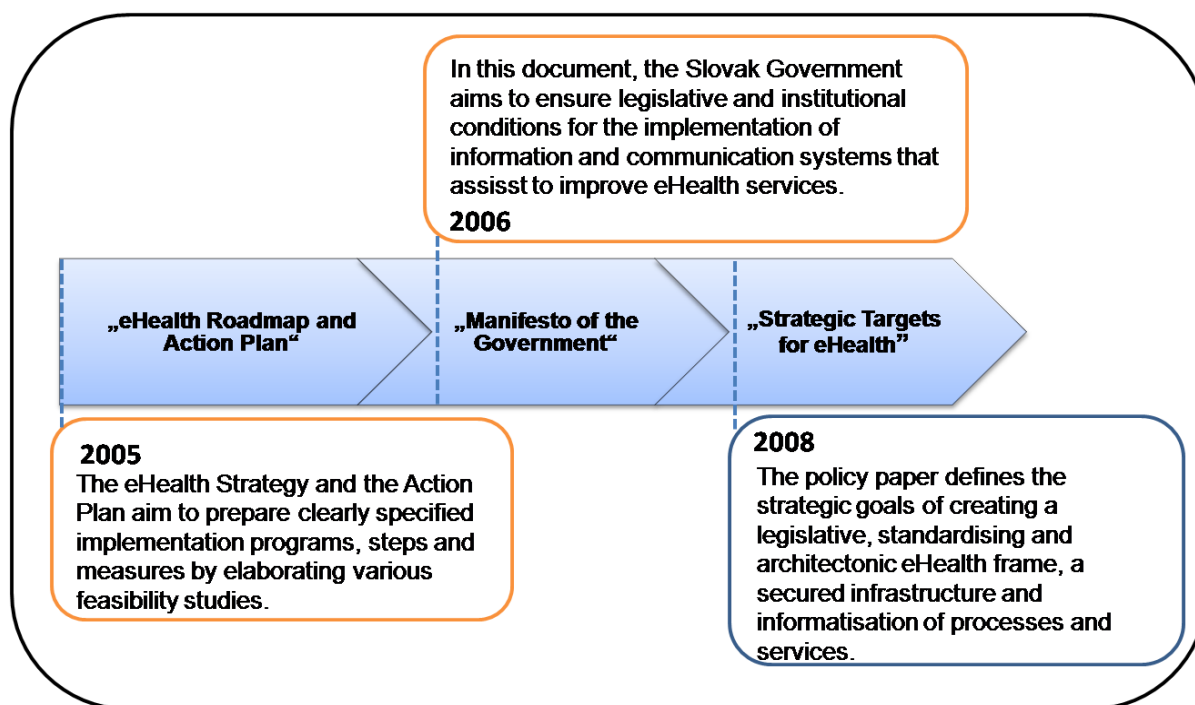 In this document, the Slovak Government
aims to ensure legislative and institutional
conditions for the implementation of
information and communication systems that
assisst to improve eHealth services.
2006
„eHealth Roadmap and
Action Plan“
„Manifesto of the
Government“
„Strategic Targets
for eHealth”
2005
The eHealth Strategy and the Action
Plan aim to prepare clearly specified
implementation programs, steps and
measures by elaborating various
feasibility studies.
2008
The policy paper defines the
strategic goals of creating a
legislative, standardising and
architectonic eHealth frame, a
secured infrastructure and
informatisation of processes and
services.